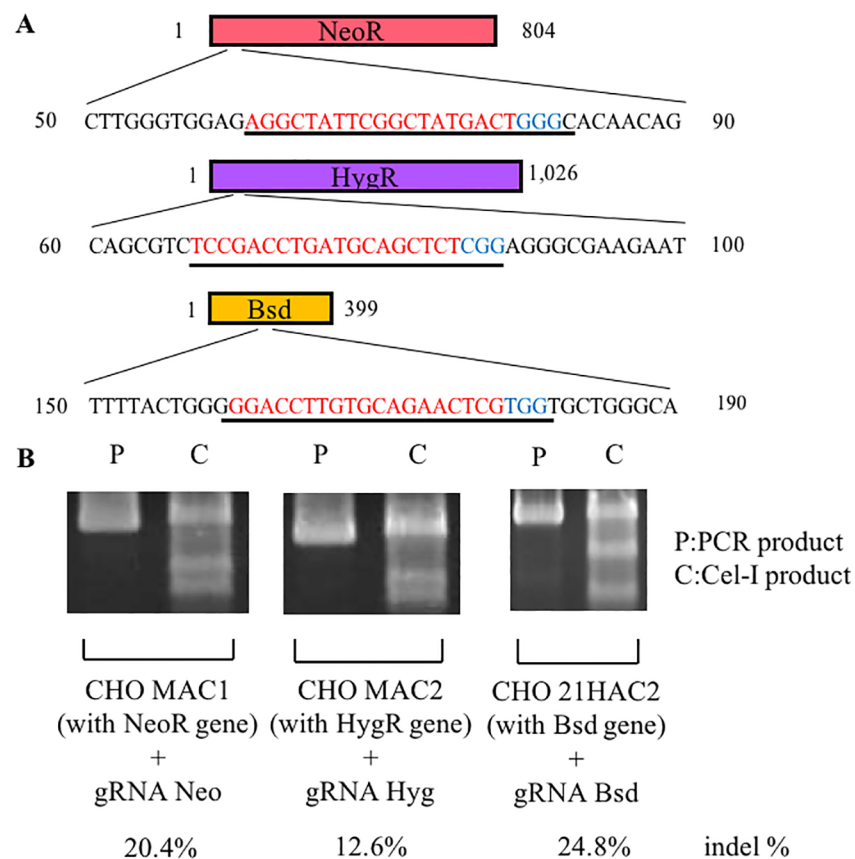 A
1 NeoR 804
50 CTTGGGTGGAGAGGCTATTCGGCTATGACTGGGCACAACAG 90
1 HygR 1,026
60 CAGCGTCTCCGACCTGATGCAGCTCTCGGAGGGCGAAGAAT 100
1 Bsd 399
150 TTTTACTGGGGGACCTTGTGCAGAACTCGTGGTGCTGGGCA 190
B
P C P C P C
P:PCR product
C:Cel-I product
CHO MAC1 CHO MAC2 CHO 21HAC2
(with NeoR gene) (with HygR gene) (with Bsd gene)
+ + +
gRNA Neo gRNA Hyg gRNA Bsd
20.4% 12.6% 24.8% indel %